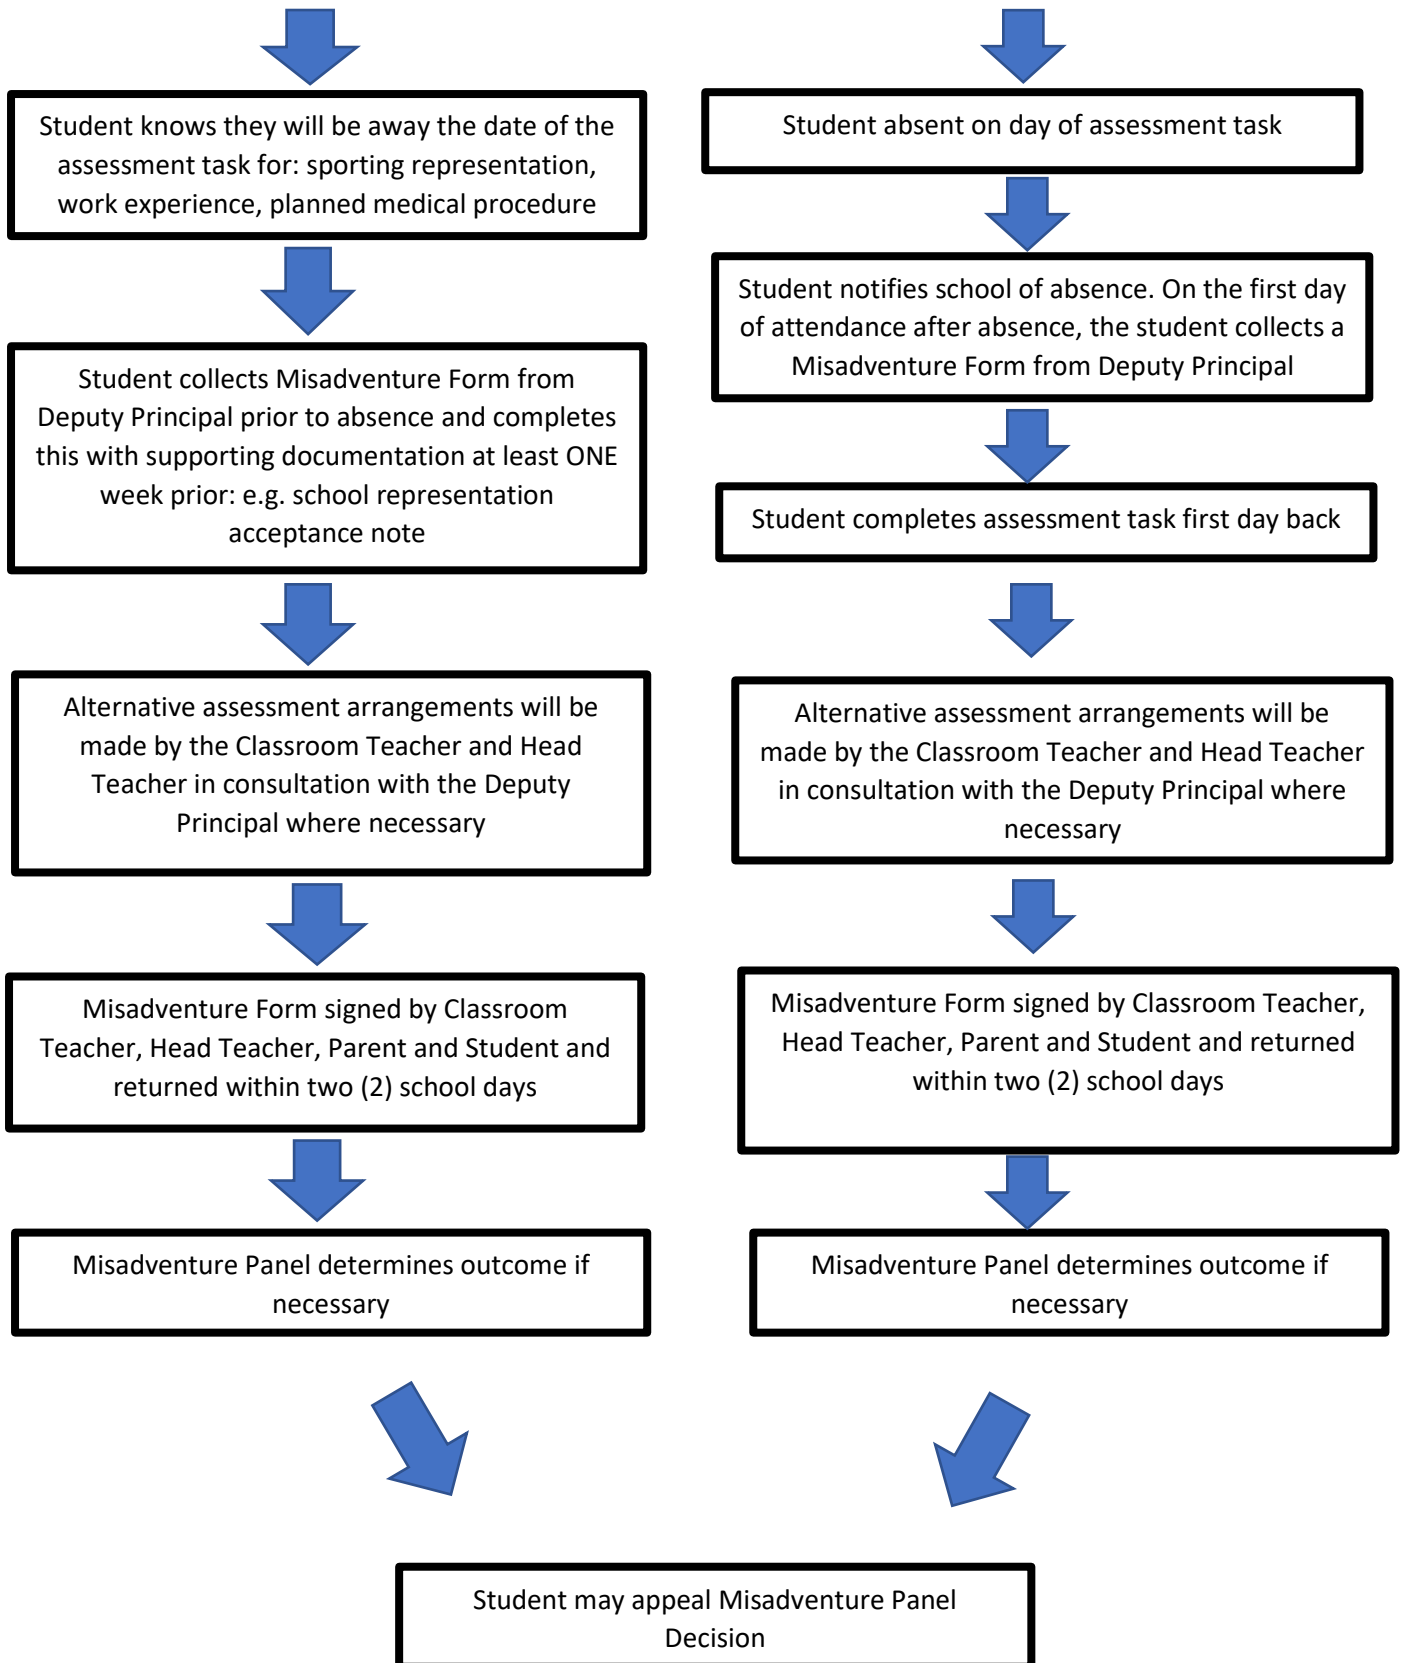 Student knows they will be away the date of the
assessment task for: sporting representation,
work experience, planned medical procedure
Student collects Misadventure Form from
Deputy Principal prior to absence and completes
this with supporting documentation at least ONE
week prior: e.g. school representation
acceptance note
Alternative assessment arrangements will be
made by the Classroom Teacher and Head
Teacher in consultation with the Deputy
Principal where necessary
Misadventure Form signed by Classroom
Teacher, Head Teacher, Parent and Student and
returned within two (2) school days
Misadventure Panel determines outcome if
necessary
Student absent on day of assessment task
Student notifies school of absence. On the first day
of attendance after absence, the student collects a
Misadventure Form from Deputy Principal
Student completes assessment task first day back
Alternative assessment arrangements will be
made by the Classroom Teacher and Head Teacher
in consultation with the Deputy Principal where
necessary
Misadventure Form signed by Classroom Teacher,
Head Teacher, Parent and Student and returned
within two (2) school days
Misadventure Panel determines outcome if
necessary
Student may appeal Misadventure Panel
Decision